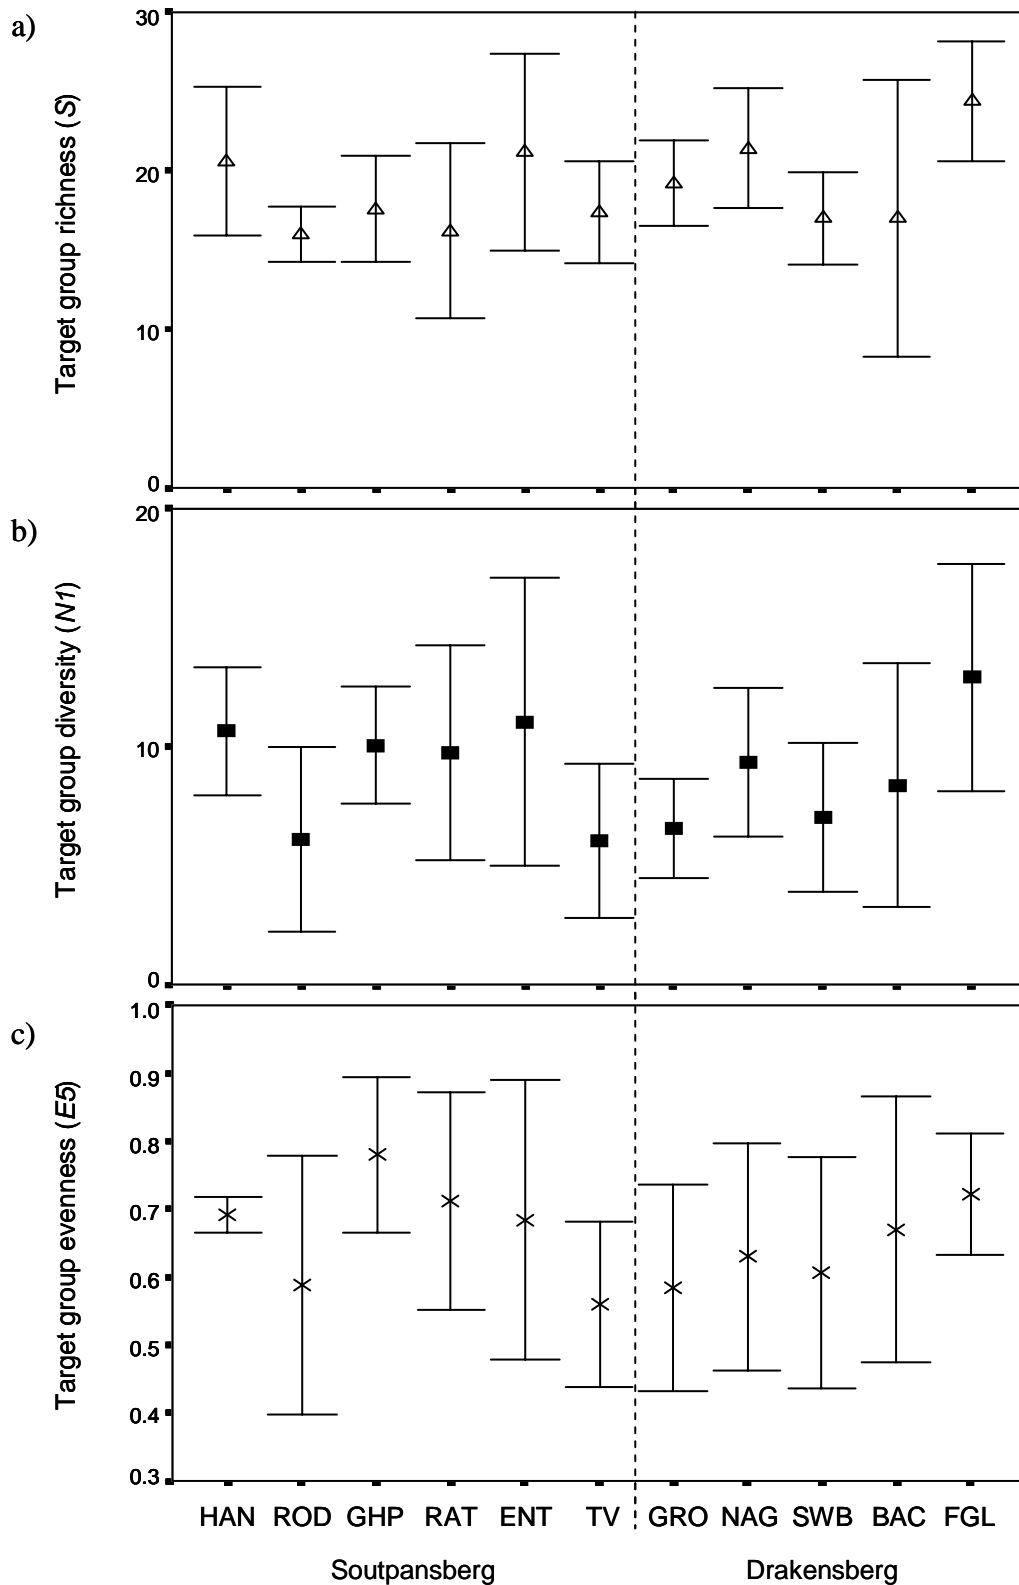 a)
Target group richness (S)
30
20
10
0
b)
Target group diversity (N1)
20
10
0
c)
Target group evenness (E5)
1.0
0.9
0.8
0.7
0.6
0.5
0.4
0.3
HAN ROD GHP RAT ENT TV GRO NAG SWB BAC FGL
Soutpansberg Drakensberg